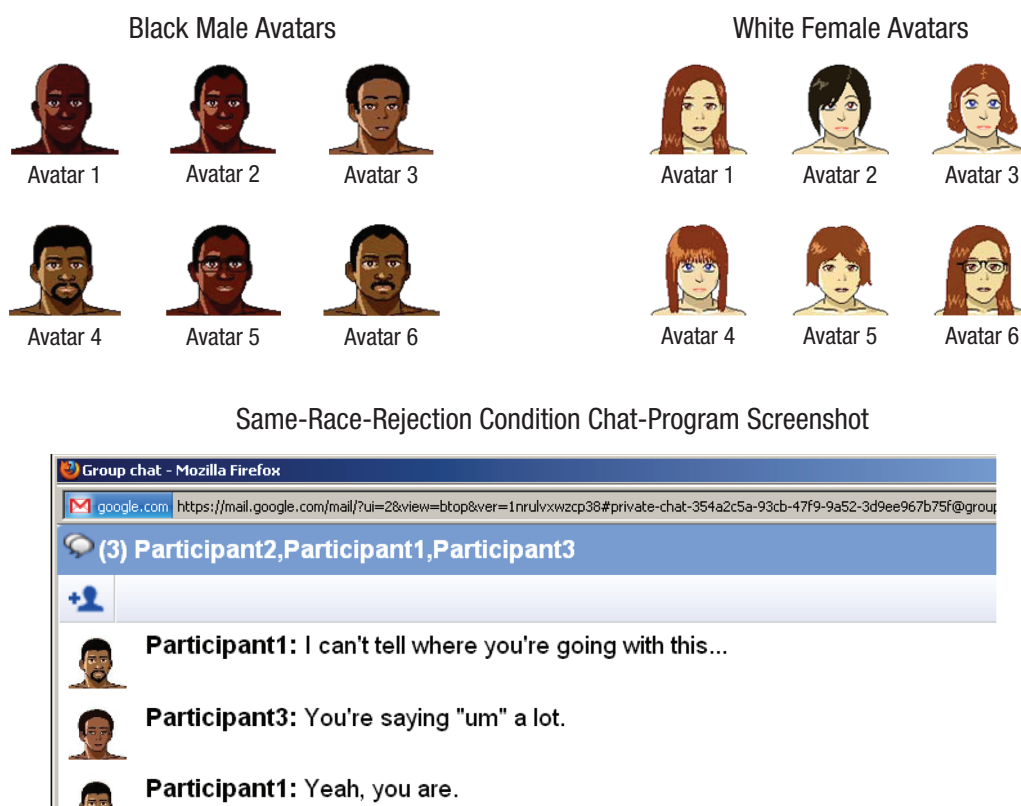 Black Male Avatars
White Female Avatars
Avatar 1
Avatar 2
Avatar 3
Avatar 1
Avatar 2
Avatar 3
Avatar 4
Avatar 5
Avatar 6
Avatar 4
Avatar 5
Avatar 6
Same-Race-Rejection Condition Chat-Program Screenshot
Group chat - Mozilla Firefox
google.com https://mail.google.com/mail/?ui=2&view=btop&ver=1nrulvxwzcp38#private-chat-354a2c5a-93cb-47f9-9a52-3d9ee967b75f@group
(3) Participant2,Participant1,Participant3
Participant1: I can't tell where you're going with this...
Participant3: You're saying "um" a lot.
Participant1: Yeah, you are.